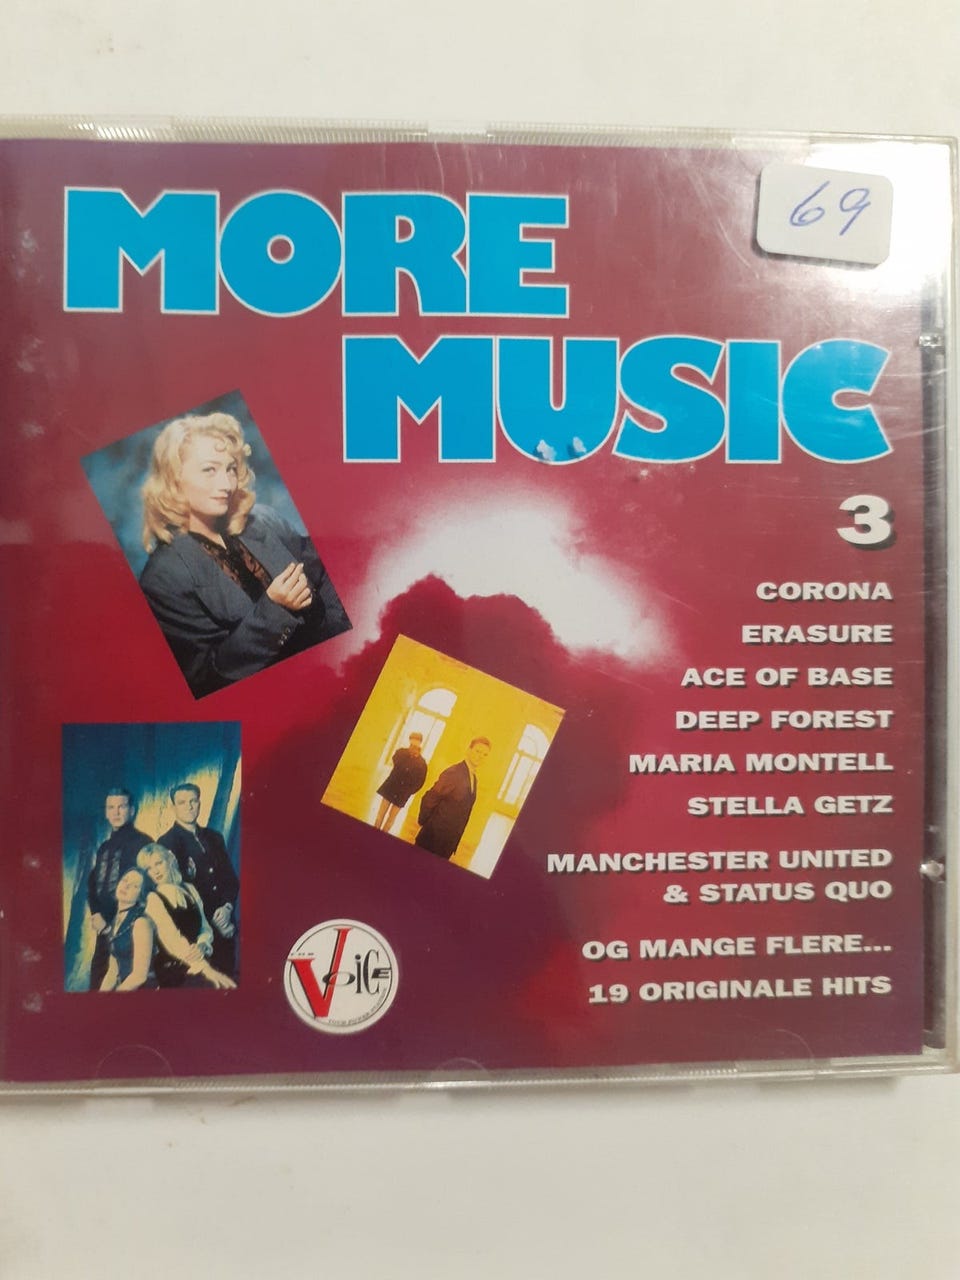 69
MORE
MUSIC
3
CORONA
ERASURE
ACE OF BASE
DEEP FOREST
MARIA MONTELL
STELLA GETZ
MANCHESTER UNITED
& STATUS QUO
OG MANGE FLERE...
19 ORIGINALE HITS
THE
VOICE